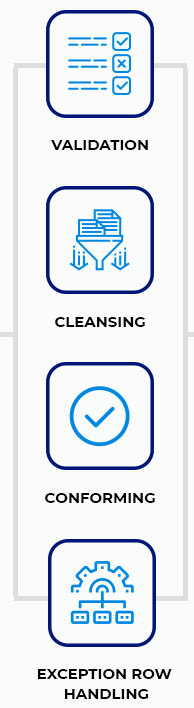 VALIDATION
CLEANSING
CONFORMING
EXCEPTION ROW
HANDLING